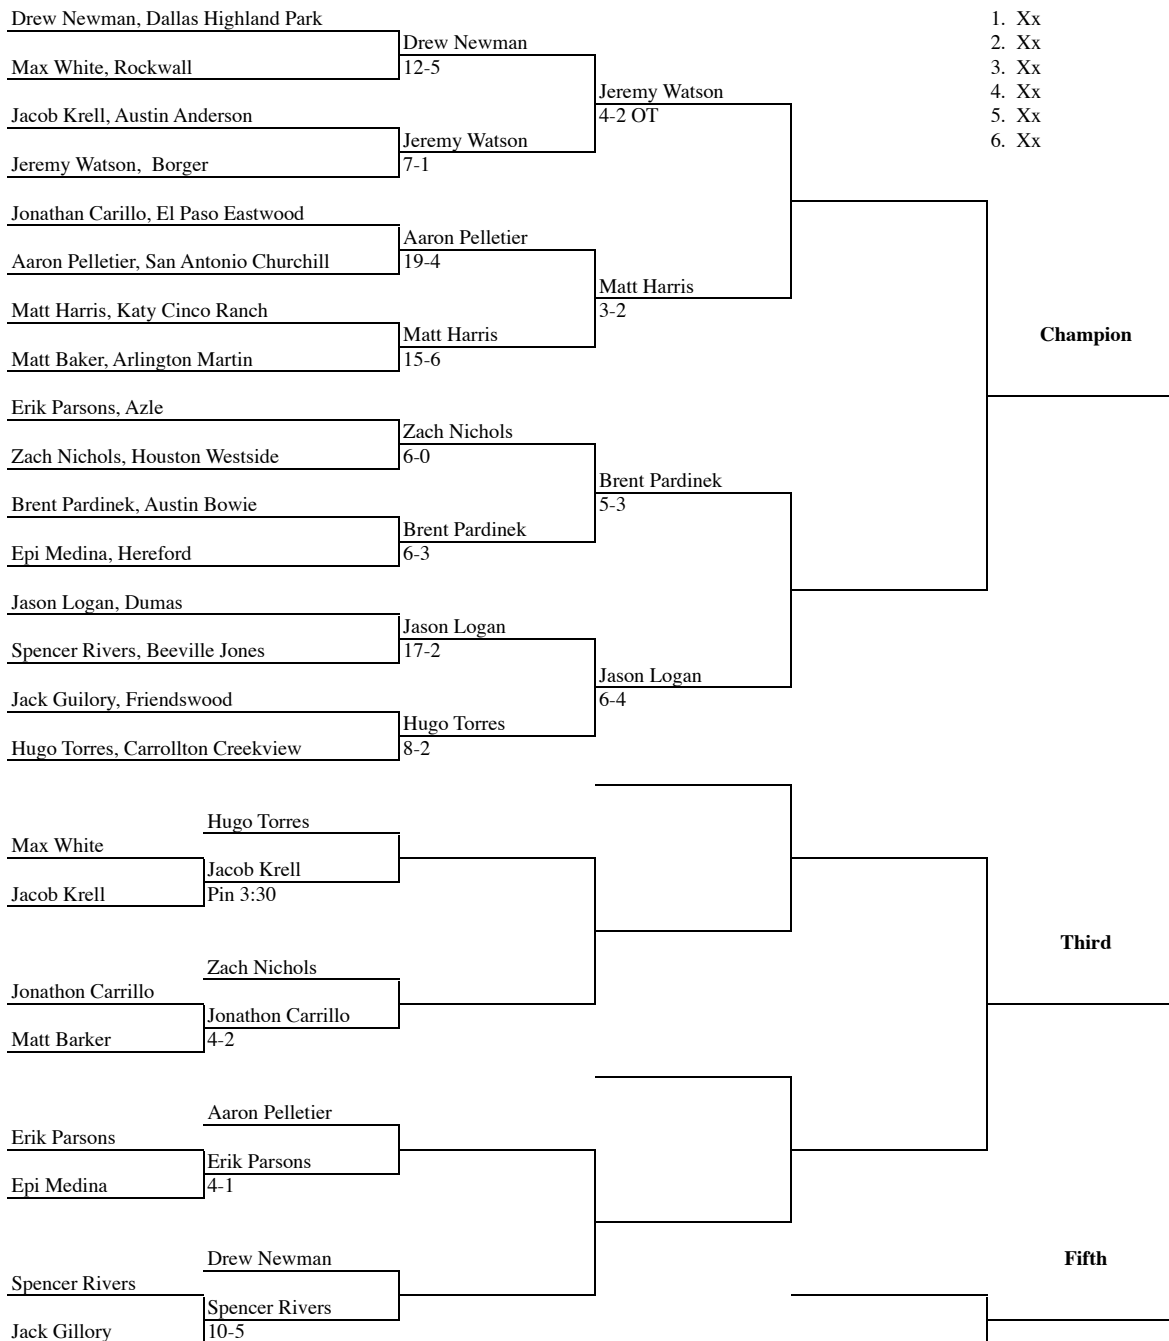 Drew Newman, Dallas Highland Park
1. Xx
Drew Newman
2. Xx
Max White, Rockwall
12-5
3. Xx
Jeremy Watson
4. Xx
Jacob Krell, Austin Anderson
4-2 OT
5. Xx
Jeremy Watson
6. Xx
Jeremy Watson, Borger
7-1
Jonathan Carillo, El Paso Eastwood
Aaron Pelletier
Aaron Pelletier, San Antonio Churchill
19-4
Matt Harris
Matt Harris, Katy Cinco Ranch
3-2
Matt Harris
Champion
Matt Baker, Arlington Martin
15-6
Erik Parsons, Azle
Zach Nichols
Zach Nichols, Houston Westside
6-0
Brent Pardinek
Brent Pardinek, Austin Bowie
5-3
Brent Pardinek
Epi Medina, Hereford
6-3
Jason Logan, Dumas
Jason Logan
Spencer Rivers, Beeville Jones
17-2
Jason Logan
Jack Guilory, Friendswood
6-4
Hugo Torres
Hugo Torres, Carrollton Creekview
8-2
Hugo Torres
Max White
Jacob Krell
Jacob Krell
Pin 3:30
Third
Zach Nichols
Jonathon Carrillo
Jonathon Carrillo
Matt Barker
4-2
Aaron Pelletier
Erik Parsons
Erik Parsons
Epi Medina
4-1
Drew Newman
Fifth
Spencer Rivers
Spencer Rivers
Jack Gillory
10-5